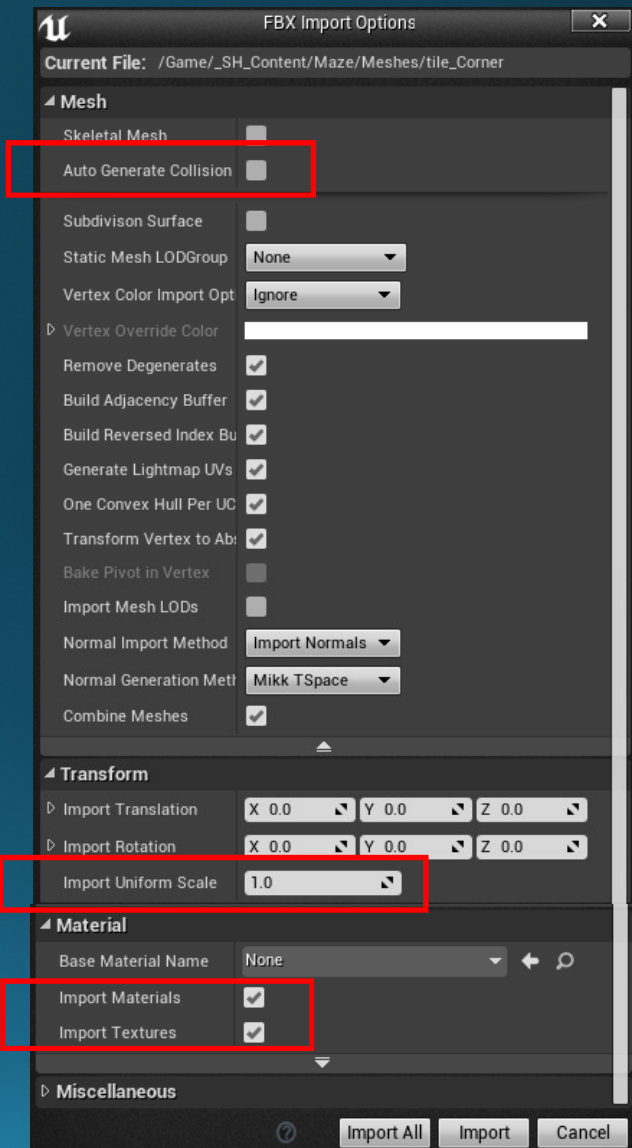 FBX Import Options
Current File: /Game/_SH_Content/Maze/Meshes/tile_Corner
Mesh
Skeletal Mesh
Auto Generate Collision
Subdivison Surface
Static Mesh LODGroup None
Vertex Color Import Opt Ignore
Vertex Override Color
Remove Degenerates
Build Adjacency Buffer
Build Reversed Index Bu
Generate Lightmap UVs
One Convex Hull Per UC
Transform Vertex to Abs
Bake Pivot in Vertex
Import Mesh LODs
Normal Import Method Import Normals
Normal Generation Meth Mikk TSpace
Combine Meshes
Transform
Import Translation X 0.0 Y 0.0 Z 0.0
Import Rotation X 0.0 Y 0.0 Z 0.0
Import Uniform Scale 1.0
Material
Base Material Name None
Import Materials
Import Textures
Miscellaneous
Import All Import Cancel